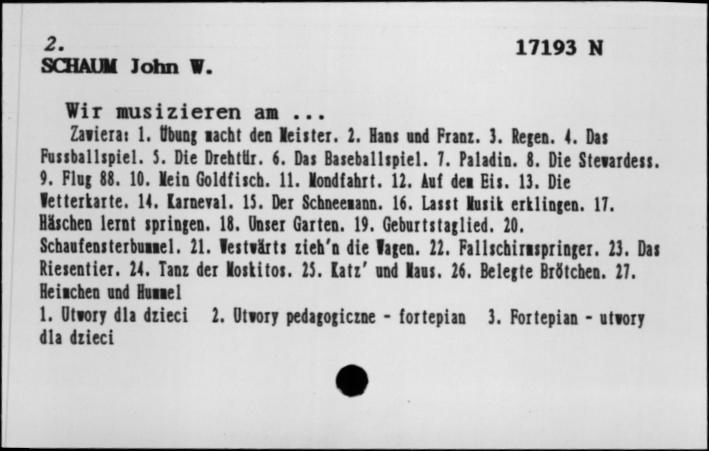 2.
17193 N
SCHAUM John W.
Wir musizieren am ...
Zawiera: 1. Übung macht den Meister. 2. Hans und Franz. 3. Regen. 4. Das
Fussballspiel. 5. Die Drehtür. 6. Das Baseballspiel. 7. Paladin. 8. Die Stewardess.
9. Flug 88. 10. Mein Goldfisch. 11. Mondfahrt. 12. Auf dem Eis. 13. Die
Wetterkarte. 14. Karneval. 15. Der Schneemann. 16. Lasst Musik erklingen. 17.
Häschen lernt springen. 18. Unser Garten. 19. Geburtstaglied. 20.
Schaufensterbummel. 21. Westwärts zieh'n die Wagen. 22. Fallschirmspringer. 23. Das
Riesentier. 24. Tanz der Moskitos. 25. Katz' und Maus. 26. Belegte Brötchen. 27.
Heimchen und Hummel
1. Utwory dla dzieci 2. Utwory pedagogiczne - fortepian 3. Fortepian - utwory
dla dzieci